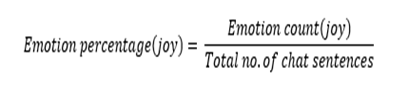 Emotion percentage(joy) = Emotion count(joy) / Total no. of chat sentences